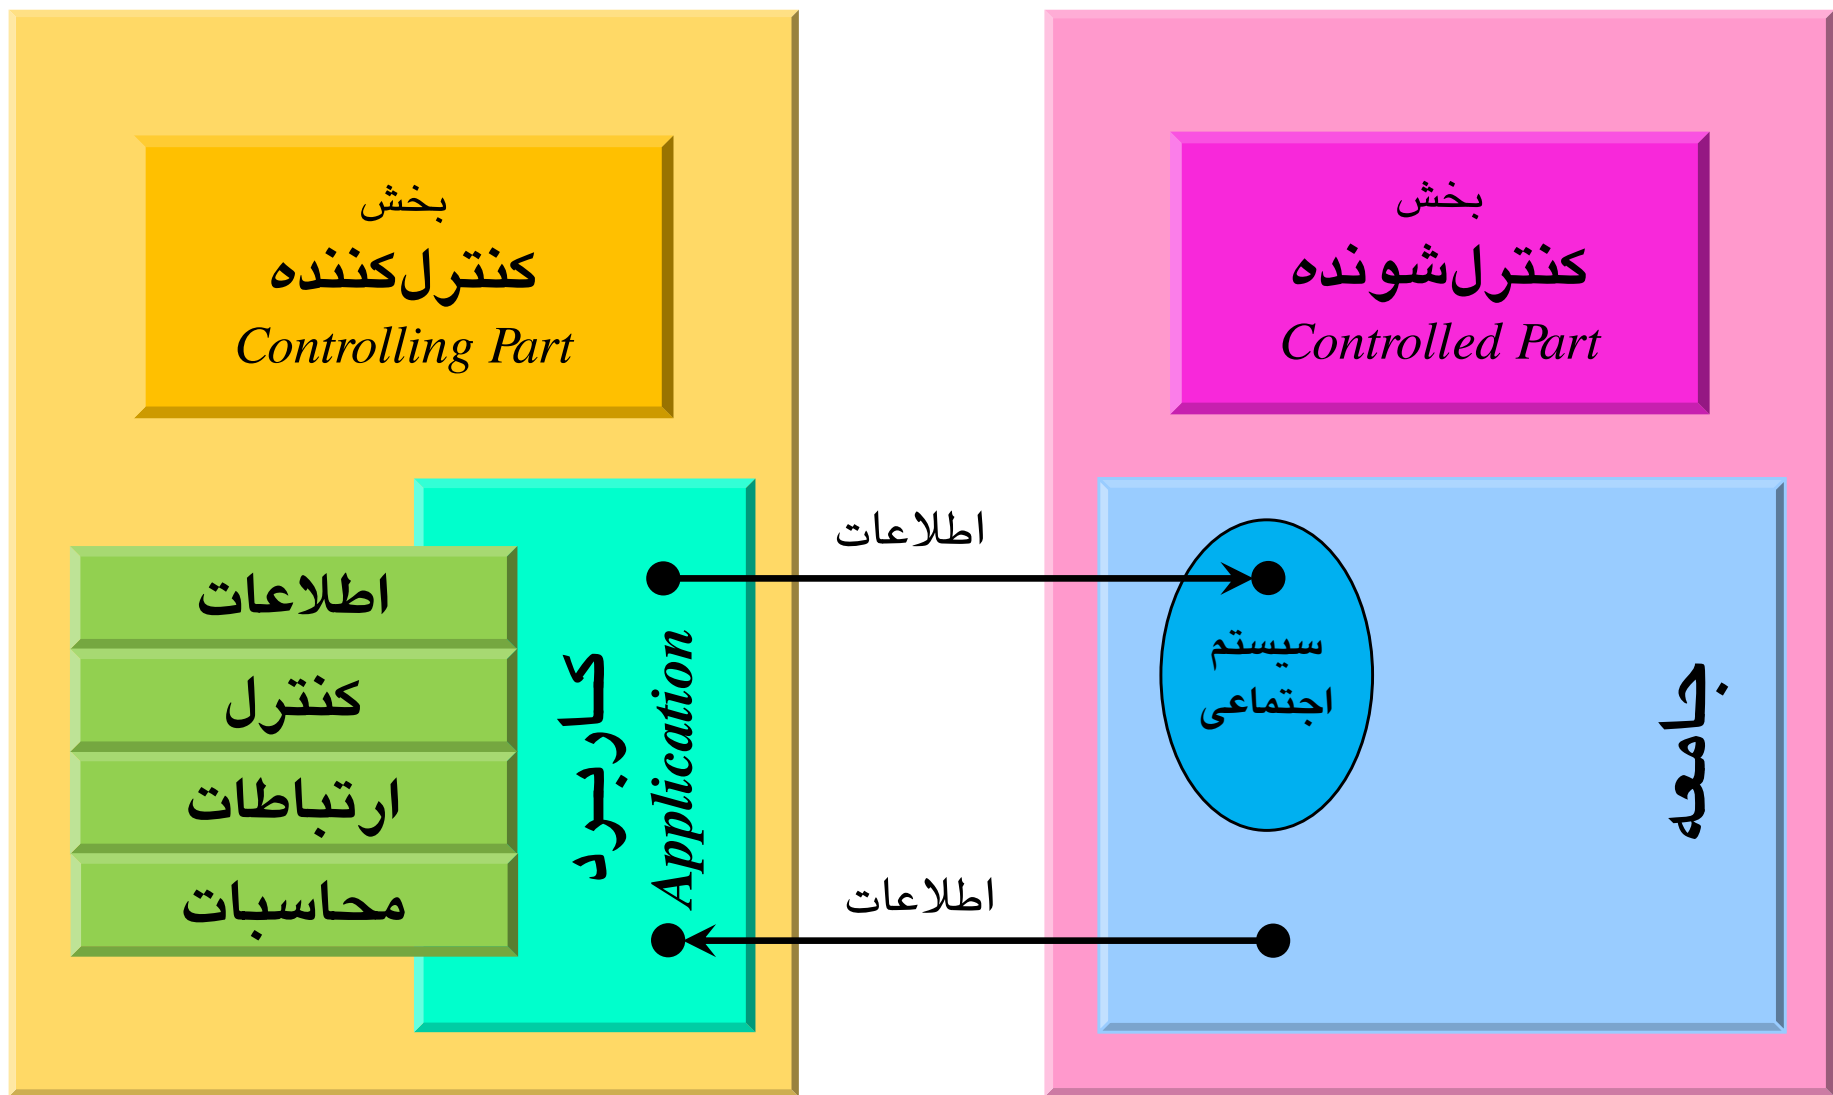 بخش
کنترل‌کننده
Controlling Part
بخش
کنترل‌شونده
Controlled Part
اطلاعات
کنترل
ارتباطات
محاسبات
کاربرد
Application
اطلاعات
اطلاعات
سیستم
اجتماعی
جامعه